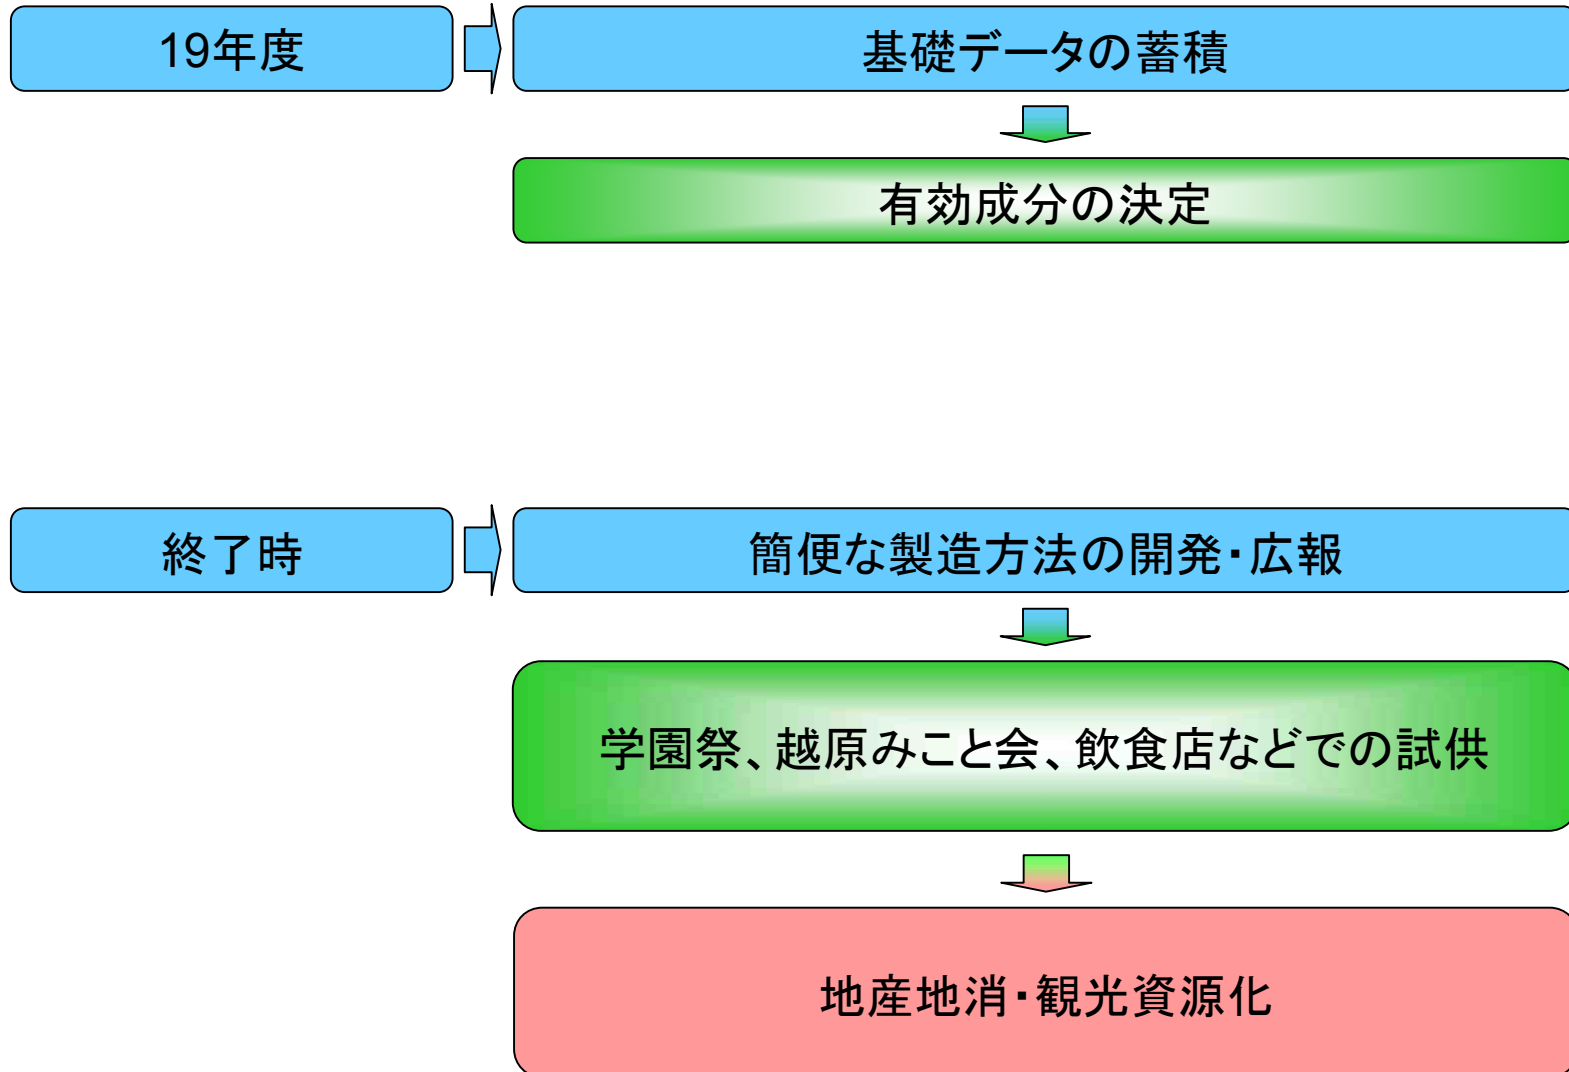 19年度
基礎データの蓄積
有効成分の決定
終了時
簡便な製造方法の開発・広報
学園祭、越原みこと会、飲食店などでの試供
地産地消・観光資源化